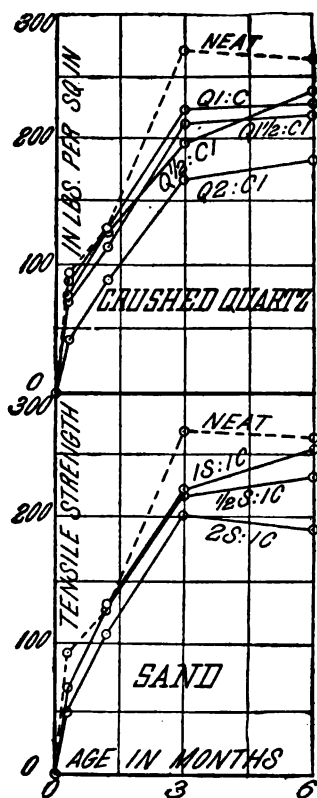 300
NEAT
IN LBS. PER SQ IN
Q1:C
200
Q1½:C1
Q½:C1
Q2:C1
100
CRUSHED QUARTZ
0
300
TENSILE STRENGTH
NEAT
1S:1C
½S:1C
200
2S:1C
100
SAND
0
AGE IN MONTHS
0 3 6